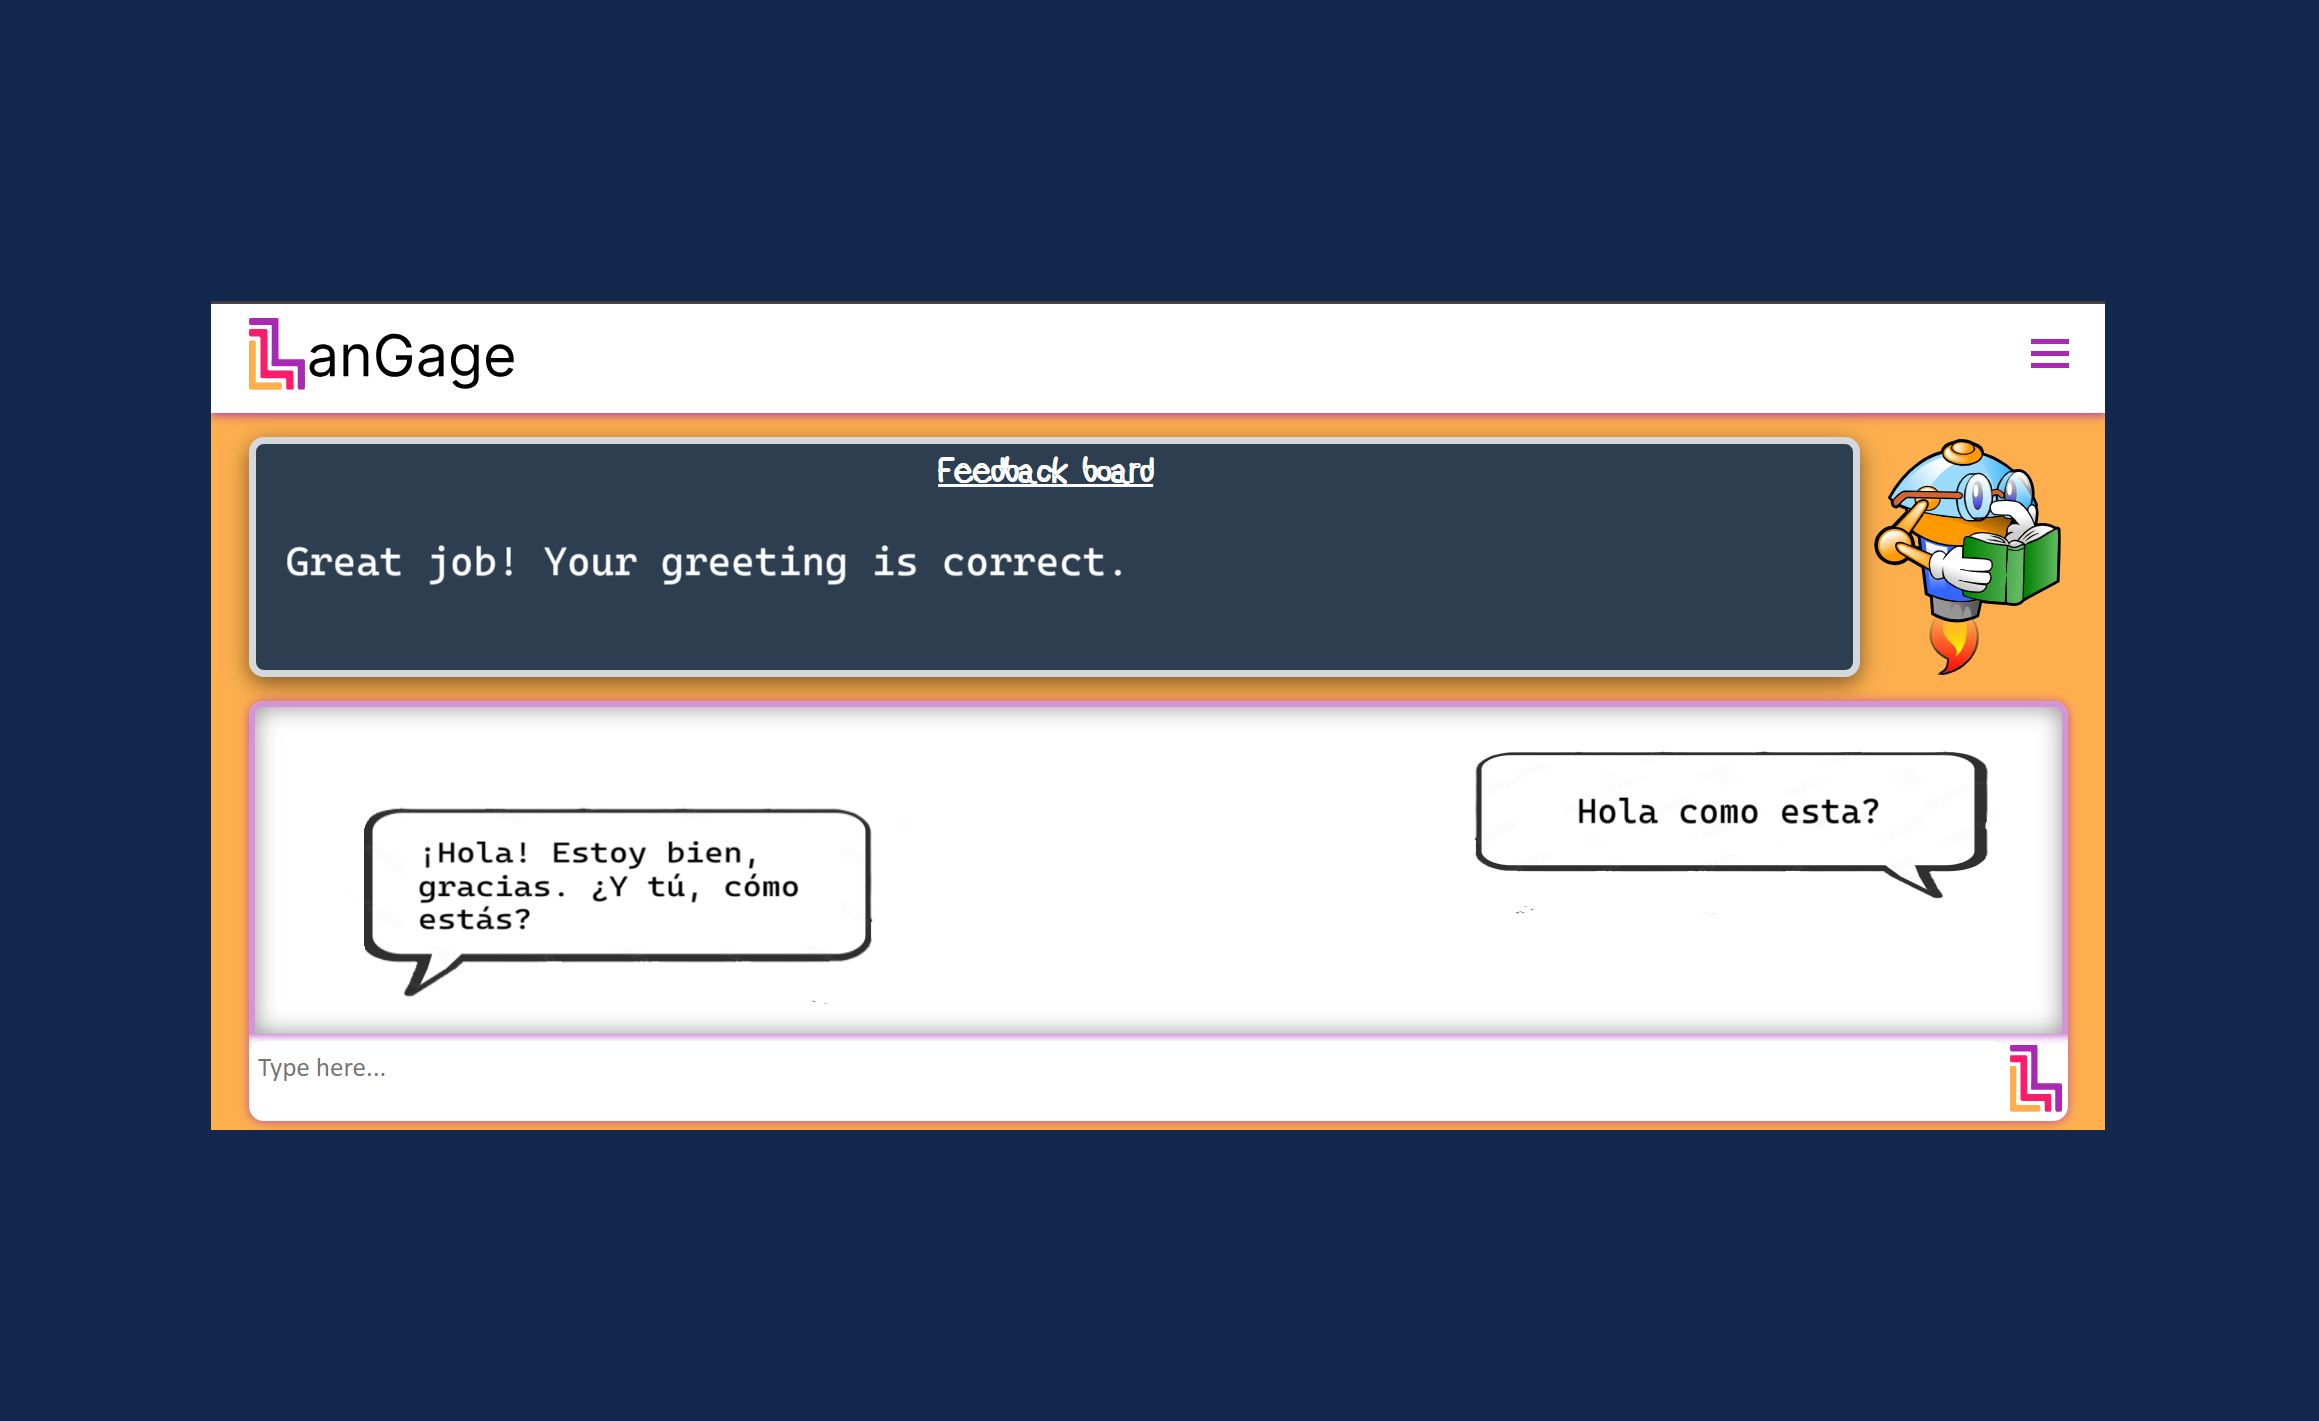 LanGage
Feedback board
Great job! Your greeting is correct.
Hola como esta?
¡Hola! Estoy bien,
gracias. ¿Y tú, cómo
estás?
Type here...